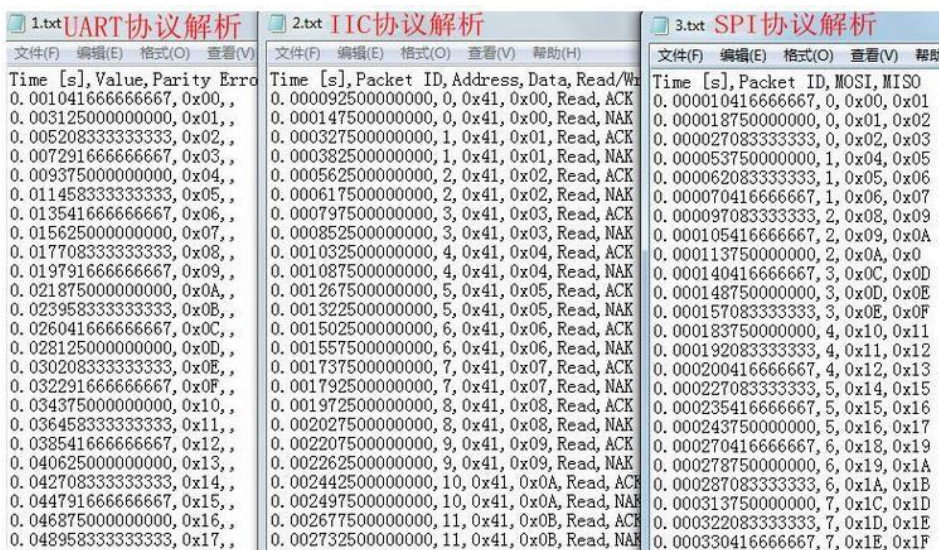 1.txt UART协议解析
文件(F) 编辑(E) 格式(O) 查看(V)
Time [s],Value,Parity Erro
0.001041666666667,0x00,,
0.003125000000000,0x01,,
0.005208333333333,0x02,,
0.007291666666667,0x03,,
0.009375000000000,0x04,,
0.011458333333333,0x05,,
0.013541666666667,0x06,,
0.015625000000000,0x07,,
0.017708333333333,0x08,,
0.019791666666667,0x09,,
0.021875000000000,0x0A,,
0.023958333333333,0x0B,,
0.026041666666667,0x0C,,
0.028125000000000,0x0D,,
0.030208333333333,0x0E,,
0.032291666666667,0x0F,,
0.034375000000000,0x10,,
0.036458333333333,0x11,,
0.038541666666667,0x12,,
0.040625000000000,0x13,,
0.042708333333333,0x14,,
0.044791666666667,0x15,,
0.046875000000000,0x16,,
0.048958333333333,0x17,,
2.txt IIC协议解析
文件(F) 编辑(E) 格式(O) 查看(V) 帮助(H)
Time [s],Packet ID,Address,Data,Read/Wr
0.000092500000000,0,0x41,0x00,Read,ACK
0.000147500000000,0,0x41,0x00,Read,NAK
0.000327500000000,1,0x41,0x01,Read,ACK
0.000382500000000,1,0x41,0x01,Read,NAK
0.000562500000000,2,0x41,0x02,Read,ACK
0.000617500000000,2,0x41,0x02,Read,NAK
0.000797500000000,3,0x41,0x03,Read,ACK
0.000852500000000,3,0x41,0x03,Read,NAK
0.001032500000000,4,0x41,0x04,Read,ACK
0.001087500000000,4,0x41,0x04,Read,NAK
0.001267500000000,5,0x41,0x05,Read,ACK
0.001322500000000,5,0x41,0x05,Read,NAK
0.001502500000000,6,0x41,0x06,Read,ACK
0.001557500000000,6,0x41,0x06,Read,NAK
0.001737500000000,7,0x41,0x07,Read,ACK
0.001792500000000,7,0x41,0x07,Read,NAK
0.001972500000000,8,0x41,0x08,Read,ACK
0.002027500000000,8,0x41,0x08,Read,NAK
0.002207500000000,9,0x41,0x09,Read,ACK
0.002262500000000,9,0x41,0x09,Read,NAK
0.002442500000000,10,0x41,0x0A,Read,ACK
0.002497500000000,10,0x41,0x0A,Read,NAK
0.002677500000000,11,0x41,0x0B,Read,ACK
0.002732500000000,11,0x41,0x0B,Read,NAK
3.txt SPI协议解析
文件(F) 编辑(E) 格式(O) 查看(V) 帮助
Time [s],Packet ID,MOSI,MISO
0.000010416666667,0,0x00,0x01
0.000018750000000,0,0x01,0x02
0.000027083333333,0,0x02,0x03
0.000053750000000,1,0x04,0x05
0.000062083333333,1,0x05,0x06
0.000070416666667,1,0x06,0x07
0.000097083333333,2,0x08,0x09
0.000105416666667,2,0x09,0x0A
0.000113750000000,2,0x0A,0x0
0.000140416666667,3,0x0C,0x0D
0.000148750000000,3,0x0D,0x0E
0.000157083333333,3,0x0E,0x0F
0.000183750000000,4,0x10,0x11
0.000192083333333,4,0x11,0x12
0.000200416666667,4,0x12,0x13
0.000227083333333,5,0x14,0x15
0.000235416666667,5,0x15,0x16
0.000243750000000,5,0x16,0x17
0.000270416666667,6,0x18,0x19
0.000278750000000,6,0x19,0x1A
0.000287083333333,6,0x1A,0x1B
0.000313750000000,7,0x1C,0x1D
0.000322083333333,7,0x1D,0x1E
0.000330416666667,7,0x1E,0x1F